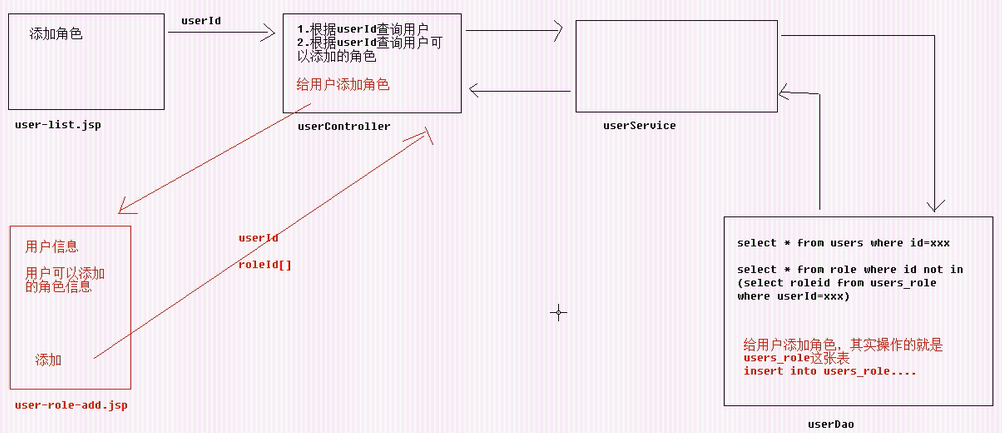 添加角色
user-list.jsp
userId
1.根据userId查询用户
2.根据userId查询用户可
以添加的角色
给用户添加角色
userController
userService
用户信息
用户可以添加
的角色信息
添加
user-role-add.jsp
userId
roleId[]
select * from users where id=xxx
select * from role where id not in
(select roleid from users_role
where userId=xxx)
给用户添加角色，其实操作的就是
users_role这张表
insert into users_role....
userDao